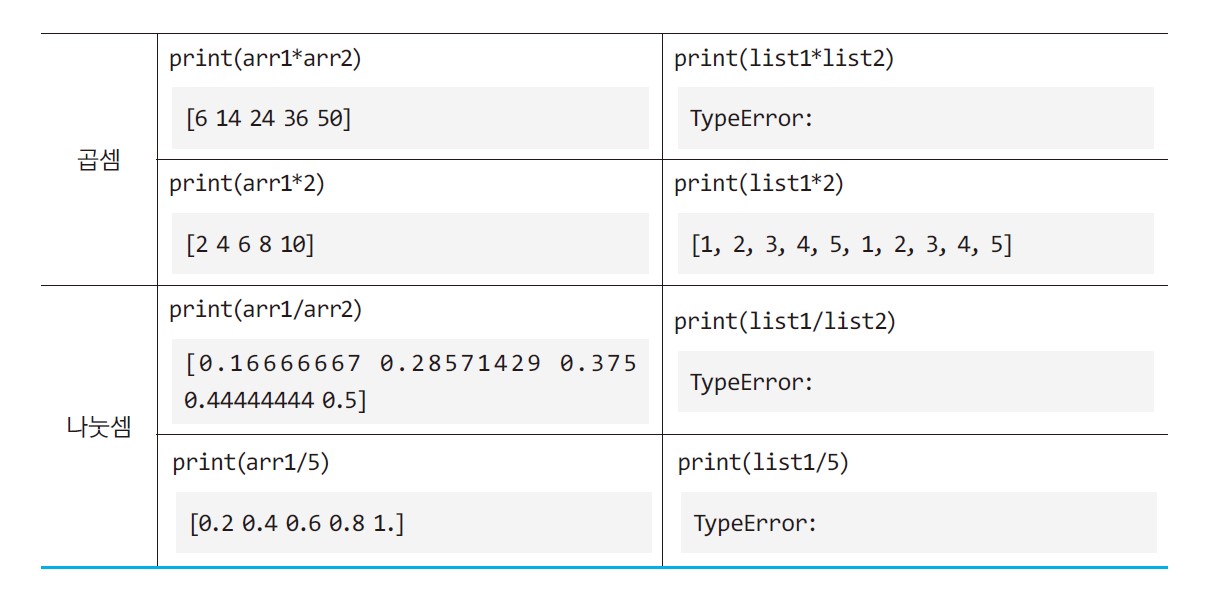 곱셈
print(arr1*arr2)
[6 14 24 36 50]
print(list1*list2)
TypeError:
print(arr1*2)
[2 4 6 8 10]
print(list1*2)
[1, 2, 3, 4, 5, 1, 2, 3, 4, 5]
나눗셈
print(arr1/arr2)
[0.16666667 0.28571429 0.375
0.44444444 0.5]
print(list1/list2)
TypeError:
print(arr1/5)
[0.2 0.4 0.6 0.8 1.]
print(list1/5)
TypeError: